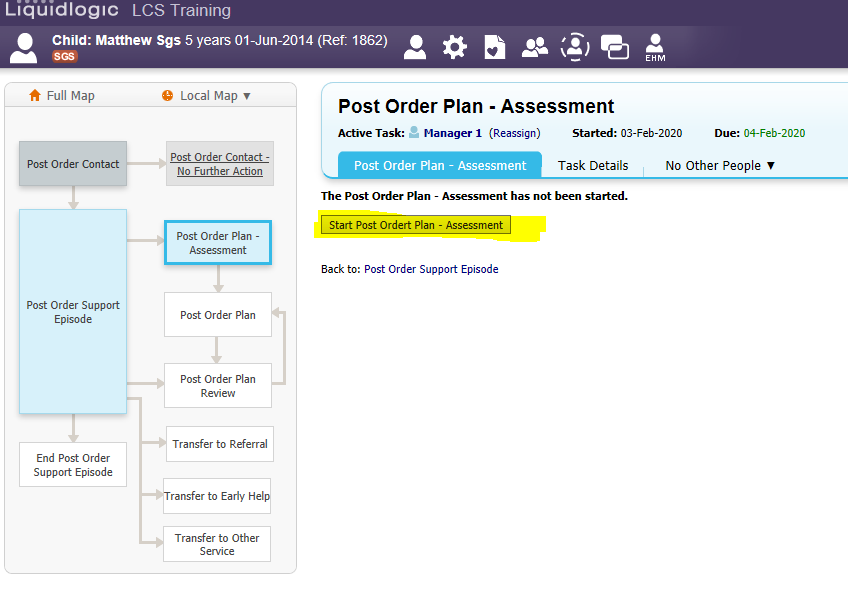 Liquidlogic LCS Training
Child: Matthew Sgs 5 years 01-Jun-2014 (Ref: 1862)
SGS
EHM
Full Map
Local Map ▼
Post Order Contact
Post Order Contact -
No Further Action
Post Order Support
Episode
Post Order Plan -
Assessment
Post Order Plan
Post Order Plan
Review
Transfer to Referral
End Post Order
Support Episode
Transfer to Early Help
Transfer to Other
Service
Post Order Plan - Assessment
Active Task: Manager 1 (Reassign) Started: 03-Feb-2020 Due: 04-Feb-2020
Post Order Plan - Assessment Task Details No Other People ▼
The Post Order Plan - Assessment has not been started.
Start Post Ordert Plan - Assessment
Back to: Post Order Support Episode